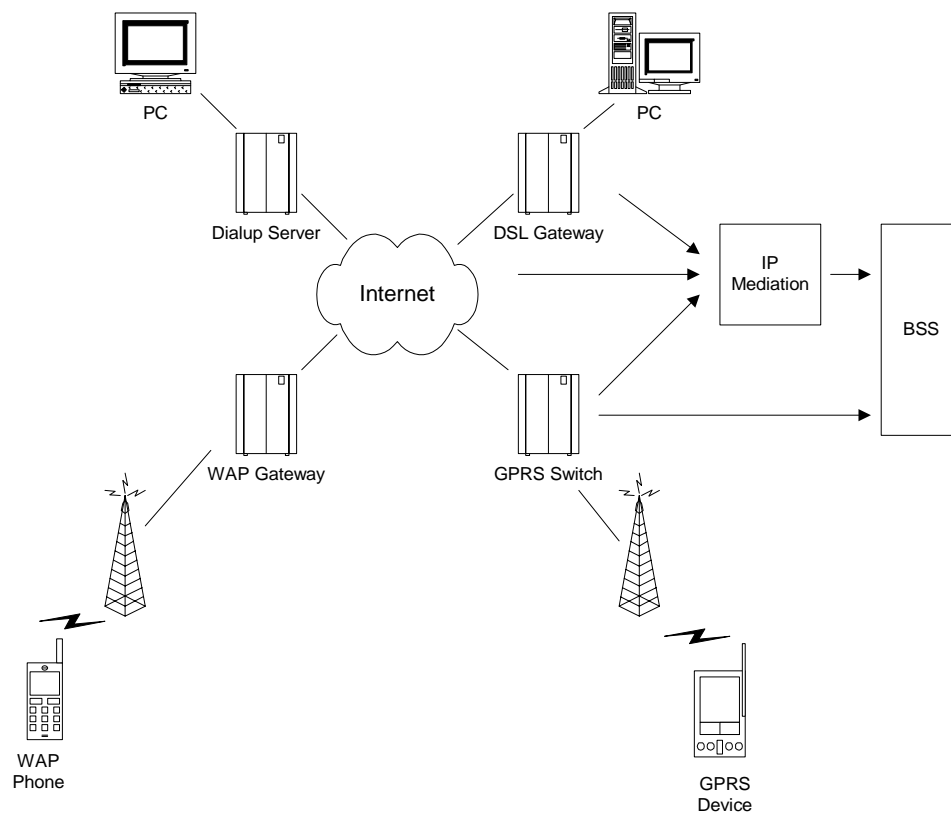 PC
PC
Dialup Server
DSL Gateway
IP
Mediation
Internet
BSS
WAP Gateway
GPRS Switch
WAP
Phone
GPRS
Device